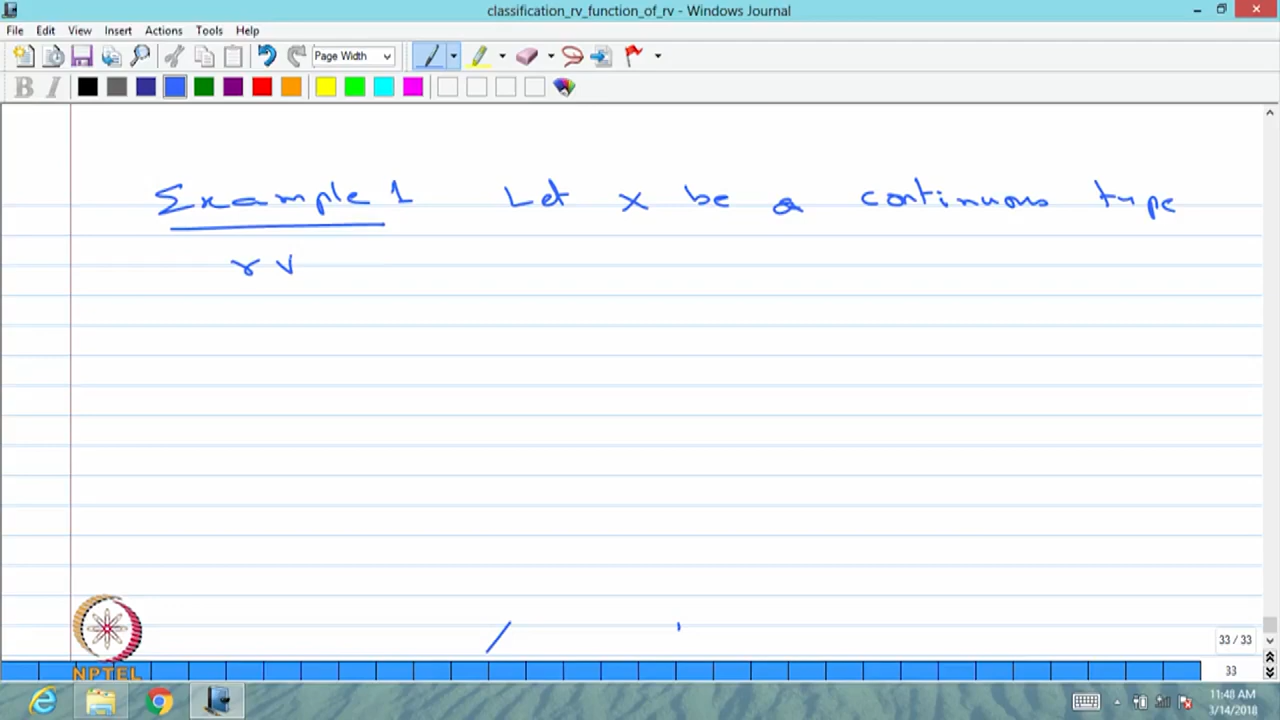 classification_rv_function_of_rv - Windows Journal
File Edit View Insert Actions Tools Help
Page Width
B I
Example 1 Let X be a continuous type
rv
33 / 33
NPTEL
33
11:48 AM
3/14/2018